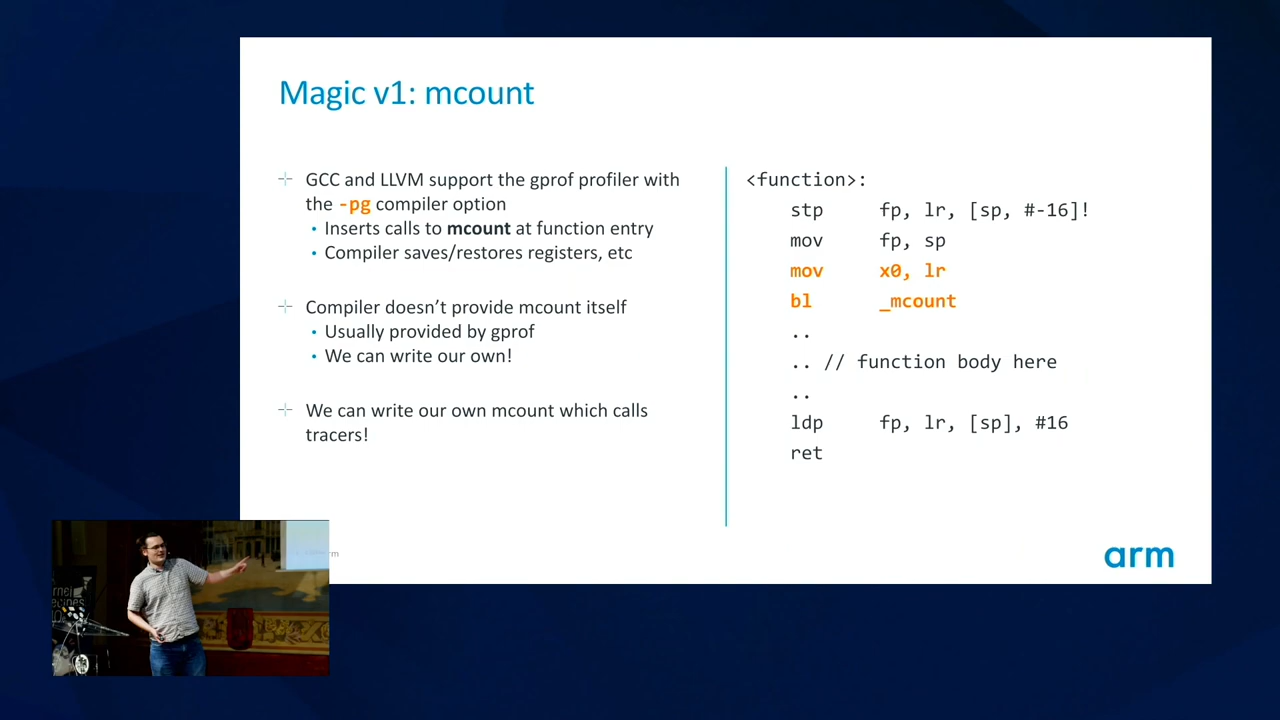 Magic v1: mcount
GCC and LLVM support the gprof profiler with
the -pg compiler option
• Inserts calls to mcount at function entry
• Compiler saves/restores registers, etc
Compiler doesn’t provide mcount itself
• Usually provided by gprof
• We can write our own!
We can write our own mcount which calls
tracers!
<function>:
stp fp, lr, [sp, #-16]!
mov fp, sp
mov x0, lr
bl _mcount
..
.. // function body here
..
ldp fp, lr, [sp], #16
ret
arm